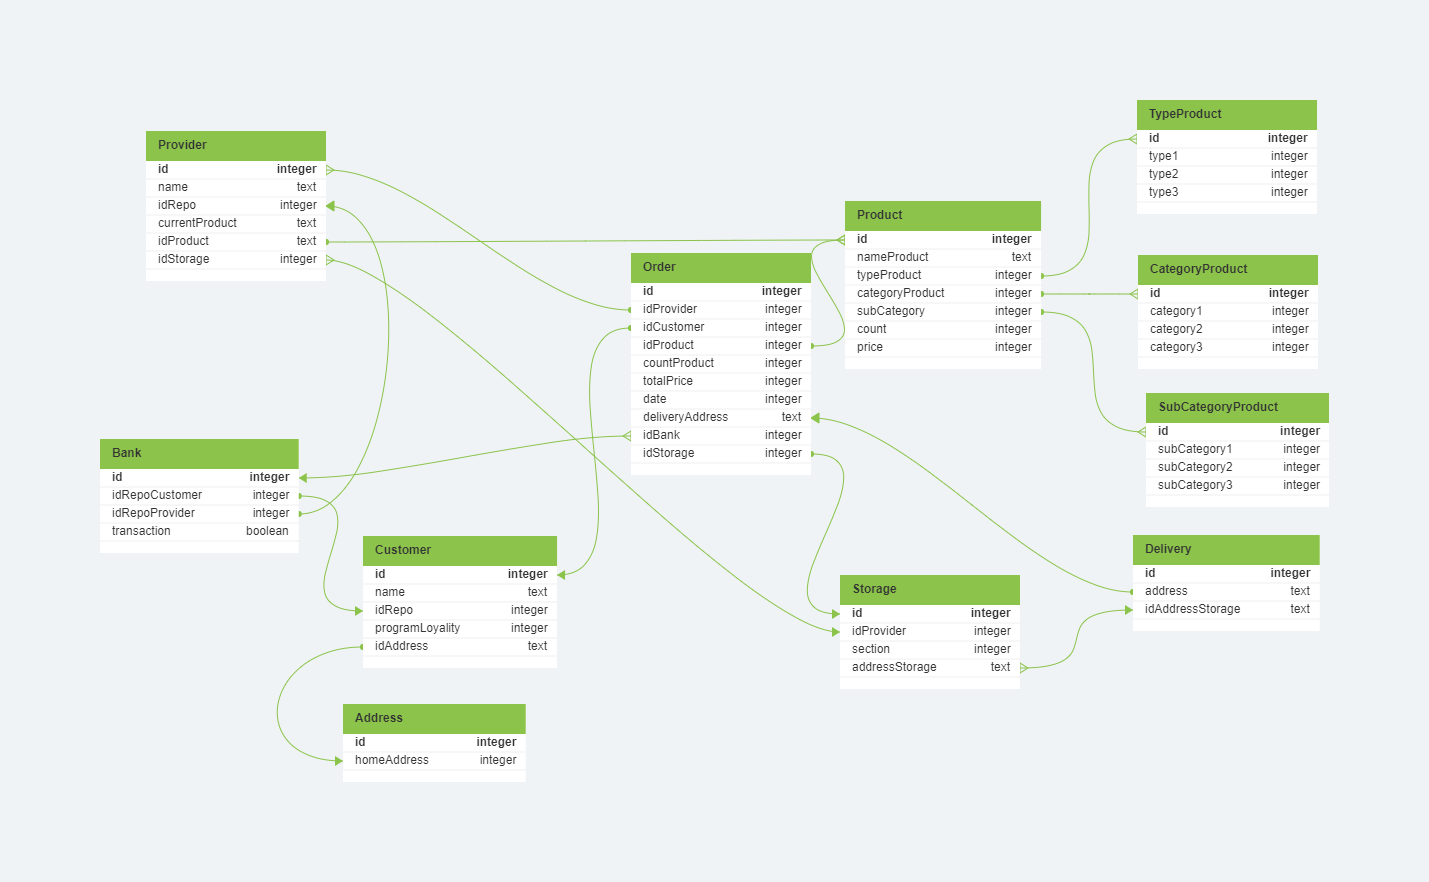 Provider
id integer
name text
idRepo integer
currentProduct text
idProduct text
idStorage integer
Order
id integer
idProvider integer
idCustomer integer
idProduct integer
countProduct integer
totalPrice integer
date integer
deliveryAddress text
idBank integer
idStorage integer
Product
id integer
nameProduct text
typeProduct integer
categoryProduct integer
subCategory integer
count integer
price integer
TypeProduct
id integer
type1 integer
type2 integer
type3 integer
CategoryProduct
id integer
category1 integer
category2 integer
category3 integer
SubCategoryProduct
id integer
subCategory1 integer
subCategory2 integer
subCategory3 integer
Bank
id integer
idRepoCustomer integer
idRepoProvider integer
transaction boolean
Customer
id integer
name text
idRepo integer
programLoyality integer
idAddress text
Storage
id integer
idProvider integer
section integer
addressStorage text
Delivery
id integer
address text
idAddressStorage text
Address
id integer
homeAddress integer